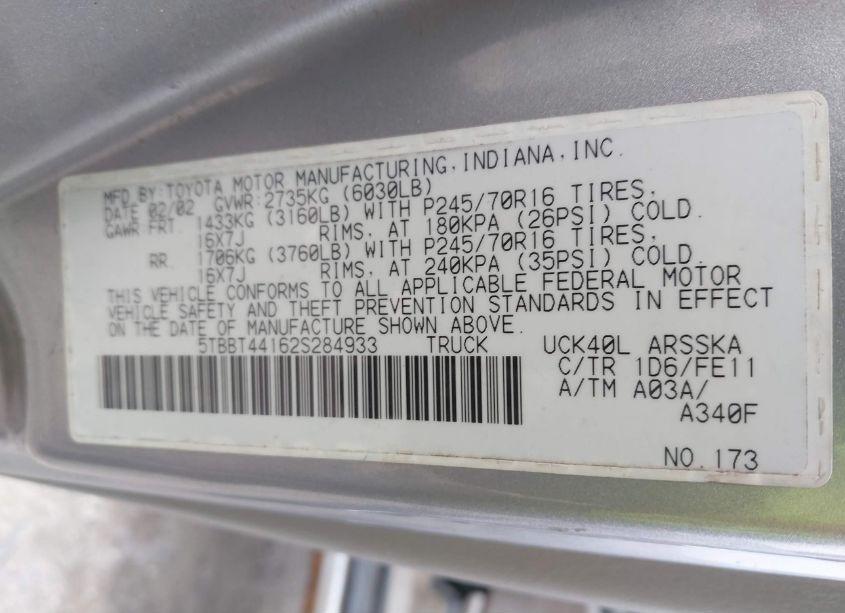 MFD.BY:TOYOTA MOTOR MANUFACTURING,INDIANA,INC.
DATE 02/02 GVWR:2735KG (6030LB)
GAWR FRT. 1433KG (3160LB) WITH P245/70R16 TIRES,
16X7J RIMS, AT 180KPA (26PSI) COLD.
RR. 1706KG (3760LB) WITH P245/70R16 TIRES,
16X7J RIMS, AT 240KPA (35PSI) COLD.
THIS VEHICLE CONFORMS TO ALL APPLICABLE FEDERAL MOTOR
VEHICLE SAFETY AND THEFT PREVENTION STANDARDS IN EFFECT
ON THE DATE OF MANUFACTURE SHOWN ABOVE.
5TBBT44162S284933 TRUCK UCK40L ARSSKA
C/TR 1D6/FE11
A/TM A03A/
A340F
NO.173